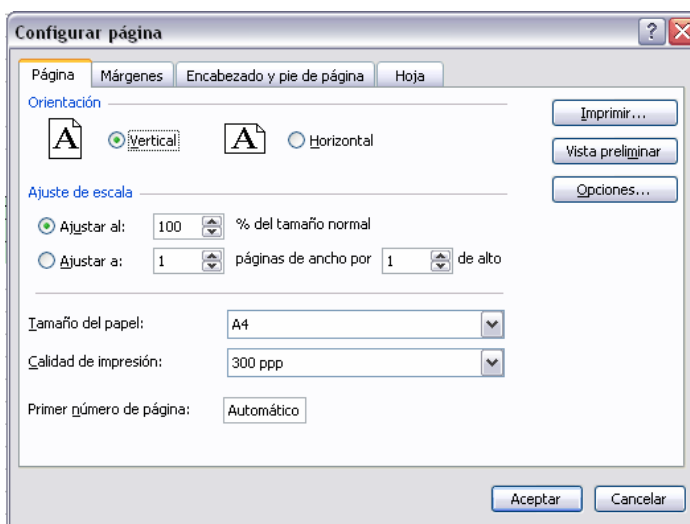 Configurar página
Página Márgenes Encabezado y pie de página Hoja
Orientación
A Vertical A Horizontal
Imprimir...
Vista preliminar
Opciones...
Ajuste de escala
Ajustar al: 100 % del tamaño normal
Ajustar a: 1 páginas de ancho por 1 de alto
Tamaño del papel: A4
Calidad de impresión: 300 ppp
Primer número de página: Automático
Aceptar Cancelar